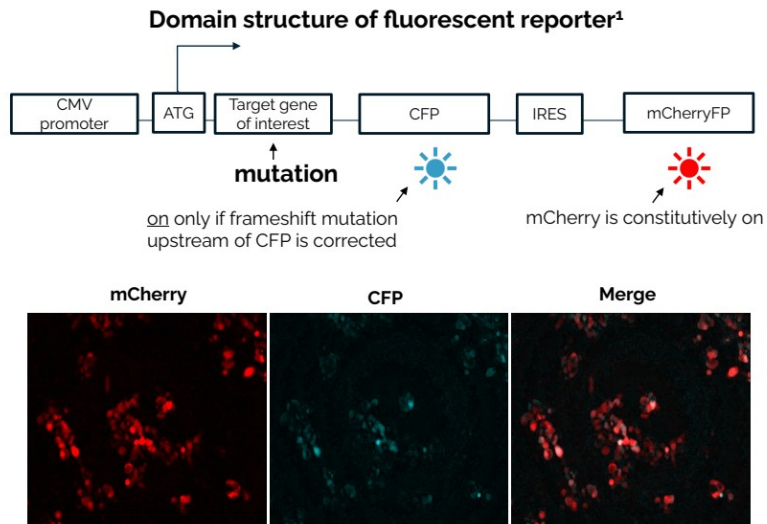 Domain structure of fluorescent reporter¹
CMV
promoter
ATG
Target gene
of interest
CFP
IRES
mCherryFP
mutation
on only if frameshift mutation
upstream of CFP is corrected
mCherry is constitutively on
mCherry
CFP
Merge